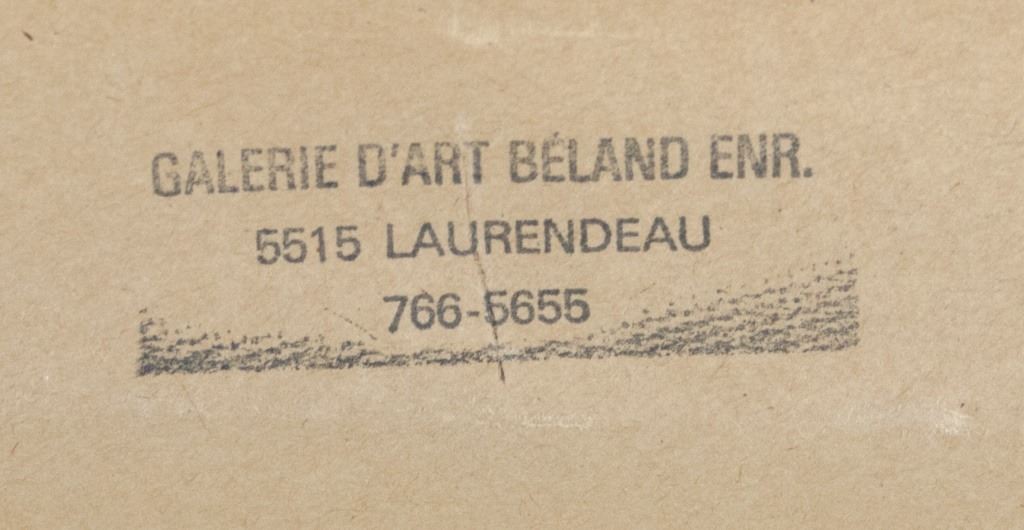 GALERIE D'ART BÉLAND ENR.
5515 LAURENDEAU
766-5655